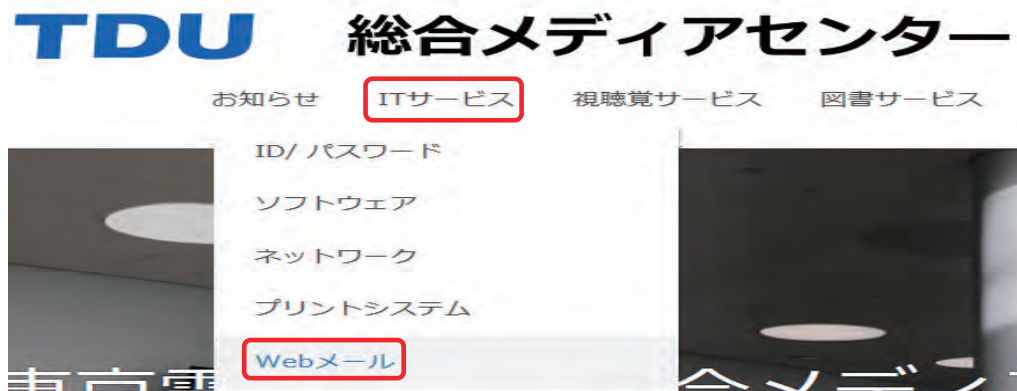 TDU 総合メディアセンター
お知らせ ITサービス 視聴覚サービス 図書サービス
ID/パスワード
ソフトウェア
ネットワーク
プリントシステム
Webメール